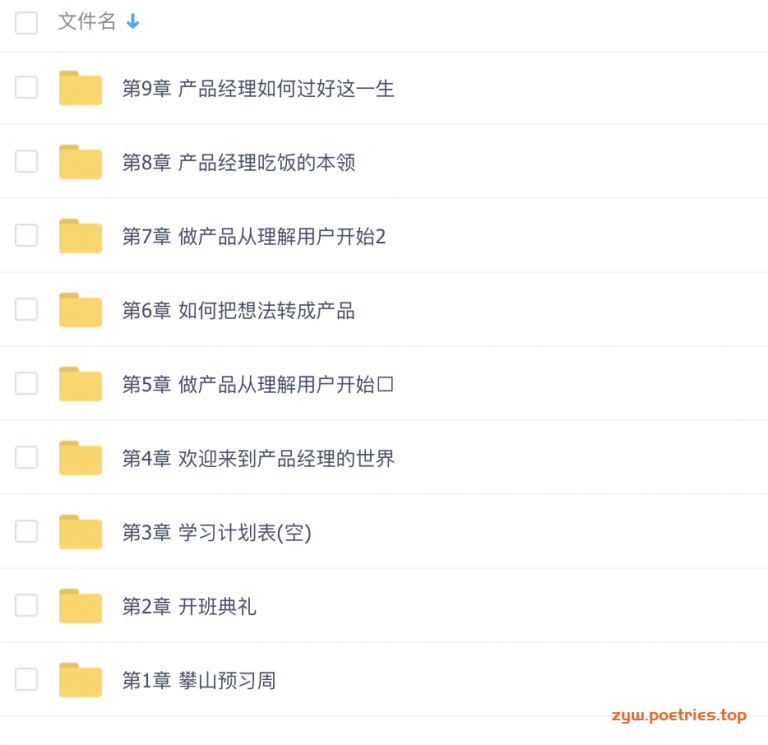 文件名
第9章 产品经理如何过好这一生
第8章 产品经理吃饭的本领
第7章 做产品从理解用户开始2
第6章 如何把想法转成产品
第5章 做产品从理解用户开始□
第4章 欢迎来到产品经理的世界
第3章 学习计划表(空)
第2章 开班典礼
第1章 攀山预习周
zyw.poetries.top